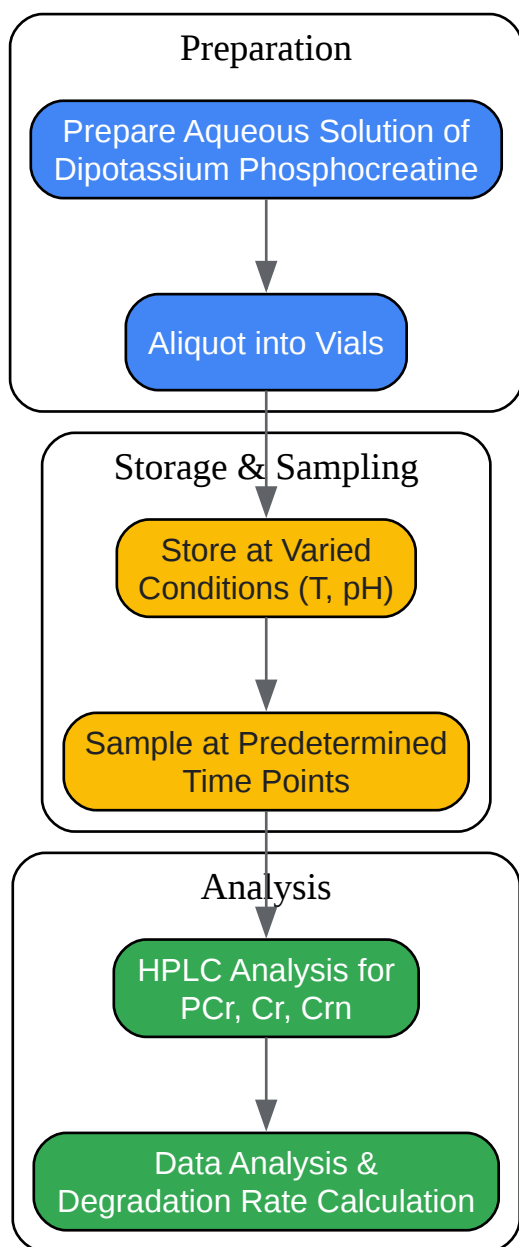 Preparation
Prepare Aqueous Solution of
Dipotassium Phosphocreatine
Aliquot into Vials
Storage & Sampling
Store at Varied
Conditions (T, pH)
Sample at Predetermined
Time Points
Analysis
HPLC Analysis for
PCr, Cr, Crn
Data Analysis &
Degradation Rate Calculation